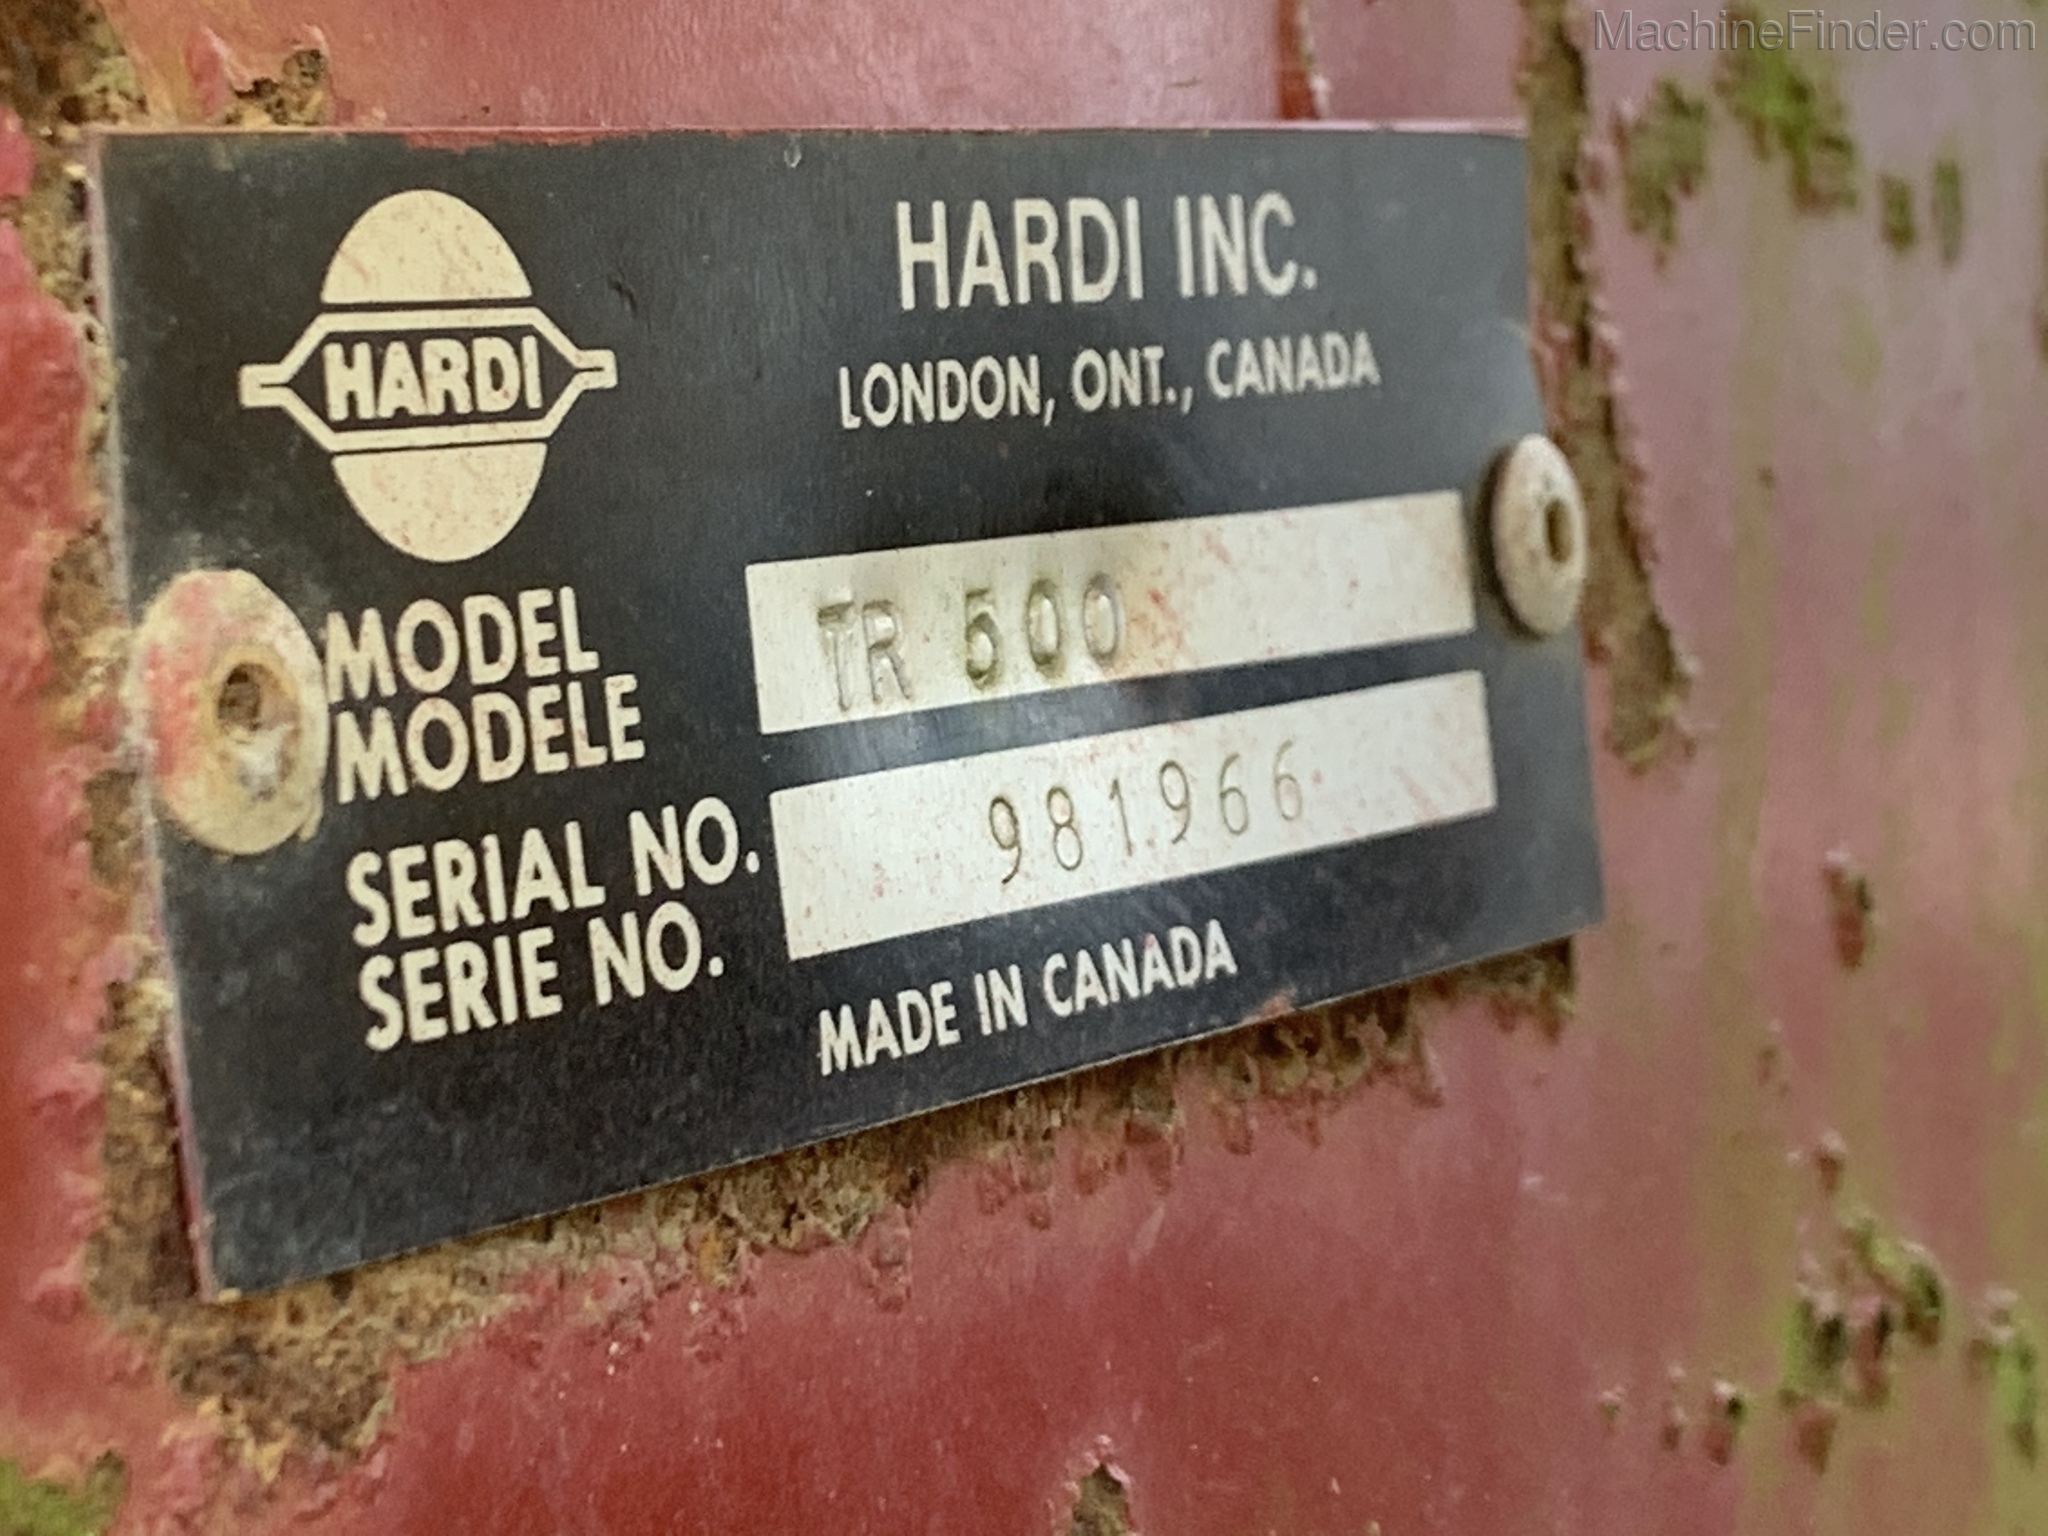 MachineFinder.com
HARDI
HARDI INC.
LONDON, ONT., CANADA
MODEL
MODELE
TR 500
SERIAL NO.
SERIE NO.
981966
MADE IN CANADA